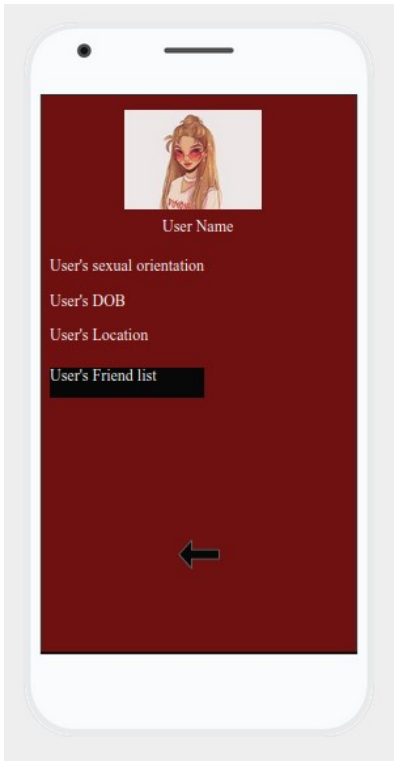 User Name
User's sexual orientation
User's DOB
User's Location
User's Friend list